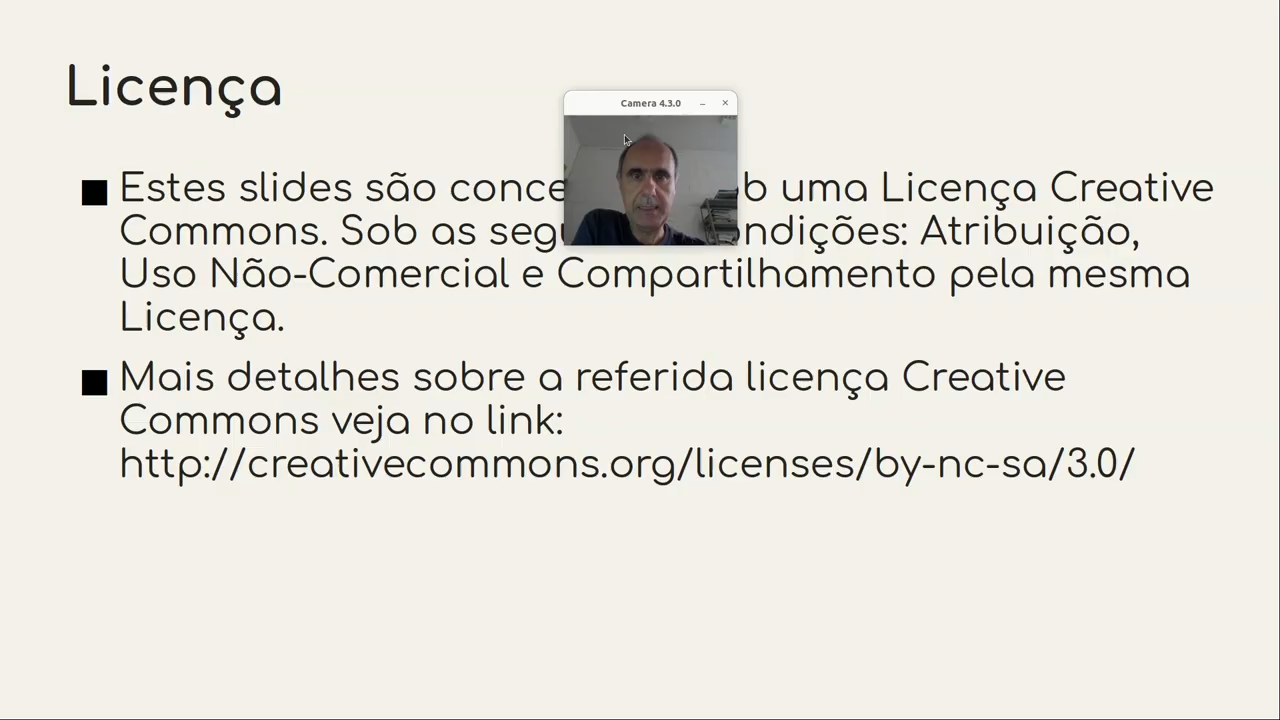 Licença
Camera 4.3.0
Estes slides são conce b uma Licença Creative
Commons. Sob as segu ndições: Atribuição,
Uso Não-Comercial e Compartilhamento pela mesma
Licença.
Mais detalhes sobre a referida licença Creative
Commons veja no link:
http://creativecommons.org/licenses/by-nc-sa/3.0/